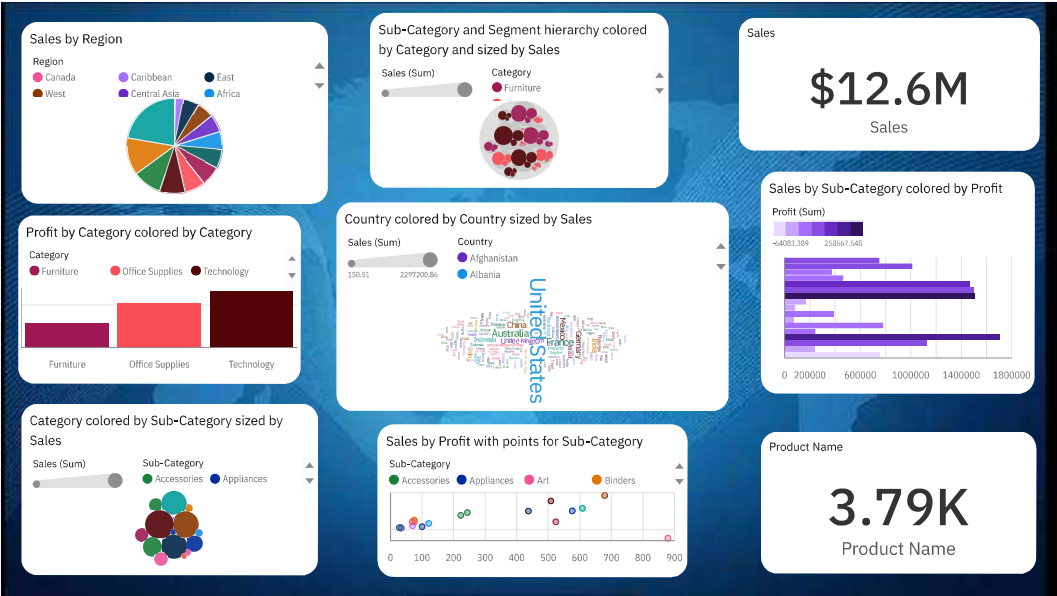 Sales by Region
Region
Canada
Caribbean
East
West
Central Asia
Africa
Sub-Category and Segment hierarchy colored
by Category and sized by Sales
Sales (Sum)
Category
Furniture
Sales
$12.6M
Sales
Profit by Category colored by Category
Category
Furniture
Office Supplies
Technology
Furniture
Office Supplies
Technology
Country colored by Country sized by Sales
Sales (Sum)
150.51
2297200.86
Country
Afghanistan
Albania
United States
China
Australia
United Kingdom
Mexico
France
Germany
India
Sales by Sub-Category colored by Profit
Profit (Sum)
-64083.389
258567.548
0 200000 600000 1000000 1400000 1800000
Category colored by Sub-Category sized by
Sales
Sales (Sum)
Sub-Category
Accessories
Appliances
Sales by Profit with points for Sub-Category
Sub-Category
Accessories
Appliances
Art
Binders
0 100 200 300 400 500 600 700 800 900
Product Name
3.79K
Product Name